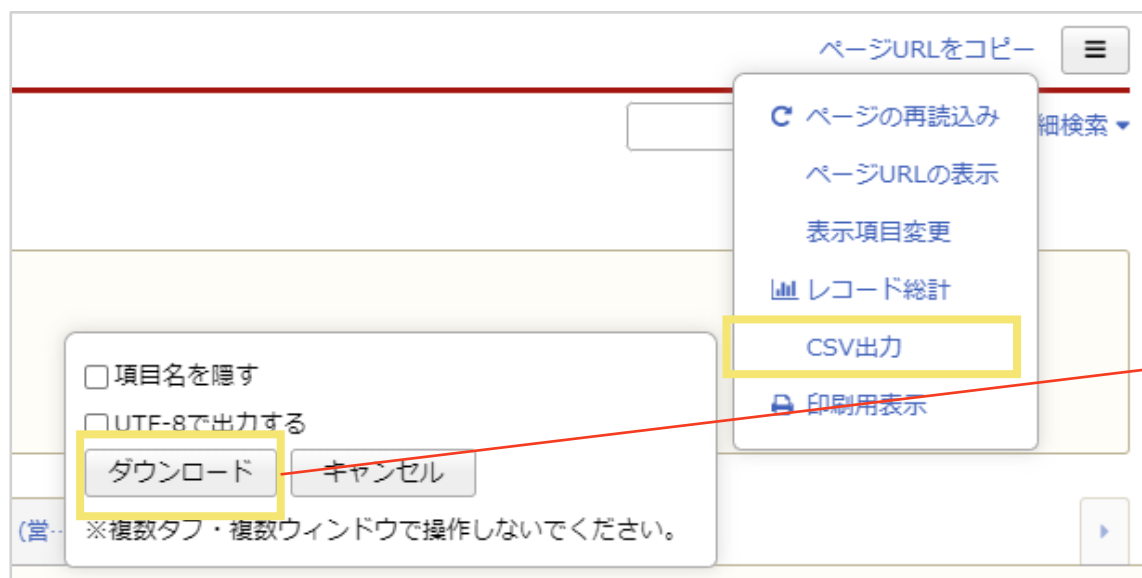 ページURLをコピー
ページの再読込み
細検索
ページURLの表示
表示項目変更
レコード総計
CSV出力
印刷用表示
項目名を隠す
UTF-8で出力する
ダウンロード
キャンセル
(営…
※複数タブ・複数ウィンドウで操作しないでください。